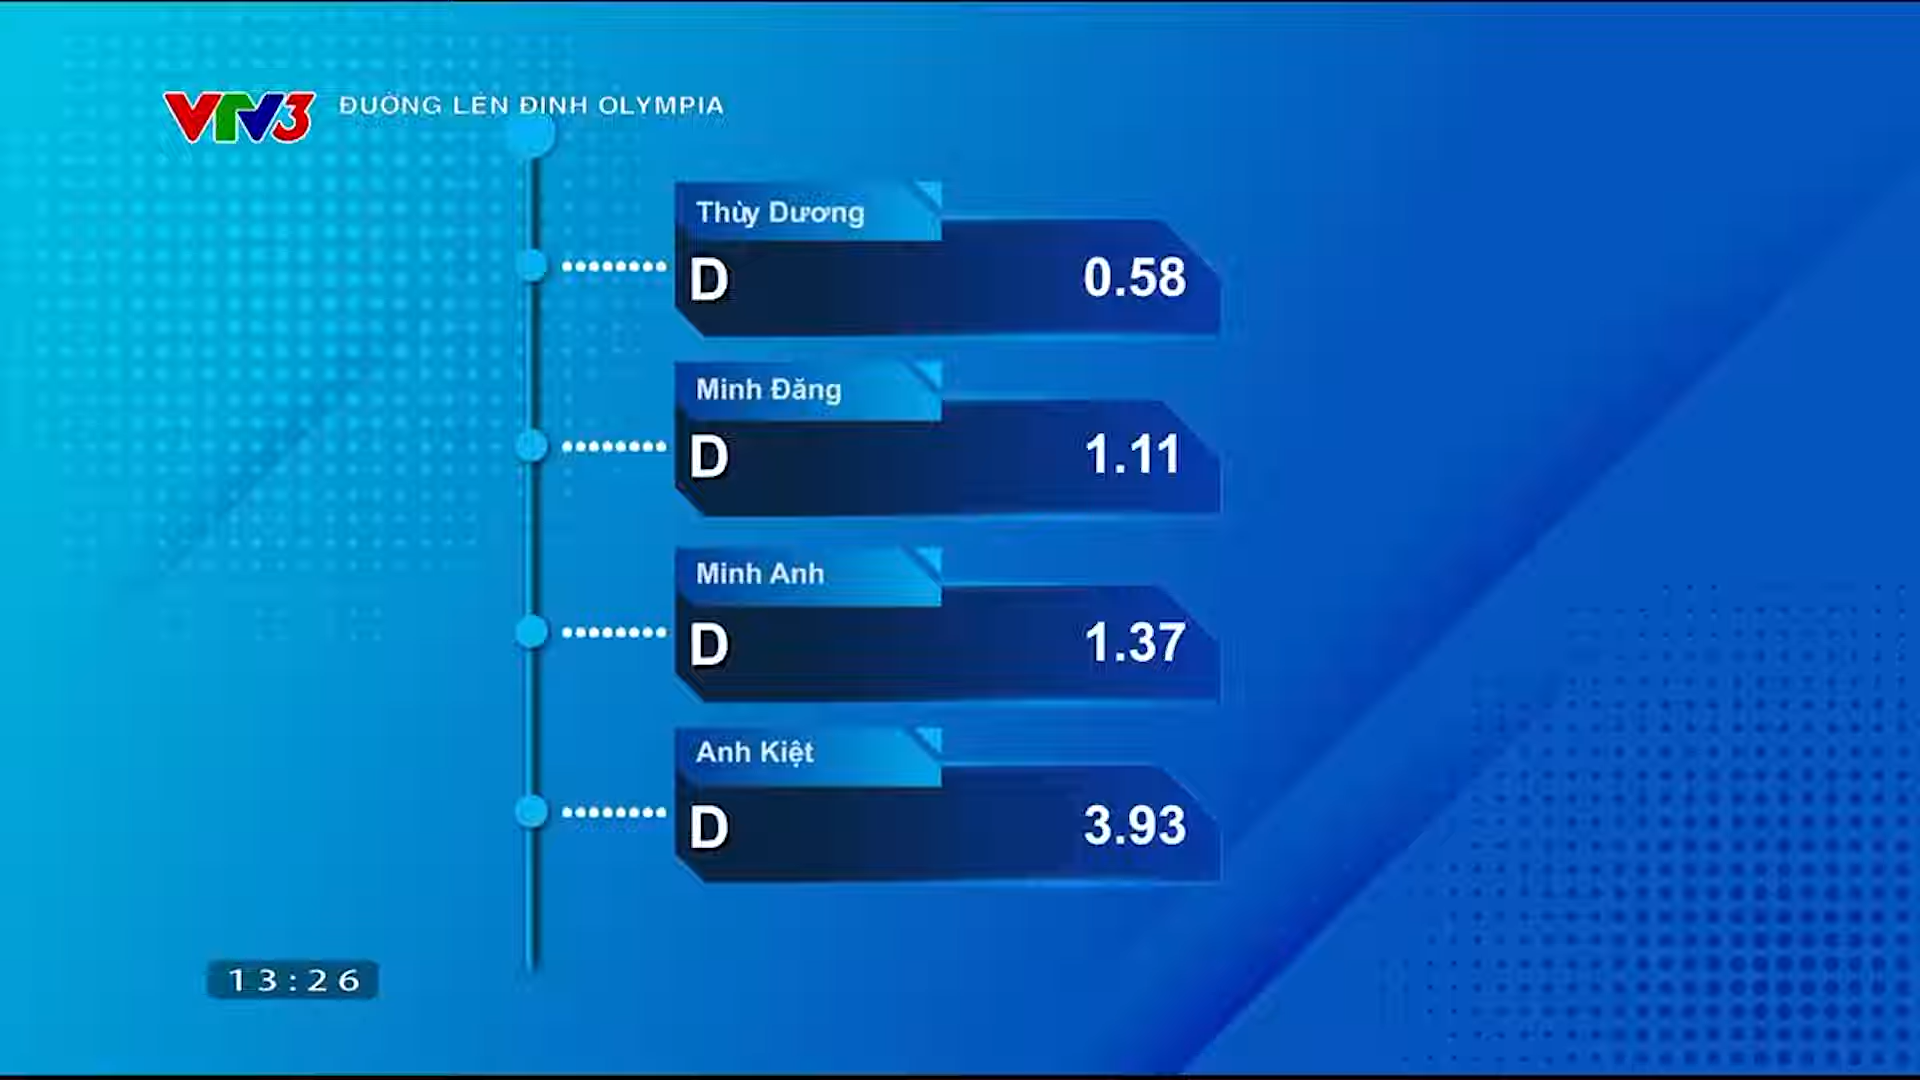 VTV3 ĐƯỜNG LÊN ĐỈNH OLYMPIA
Thùy Dương
D 0.58
Minh Đăng
D 1.11
Minh Anh
D 1.37
Anh Kiệt
D 3.93
13:26